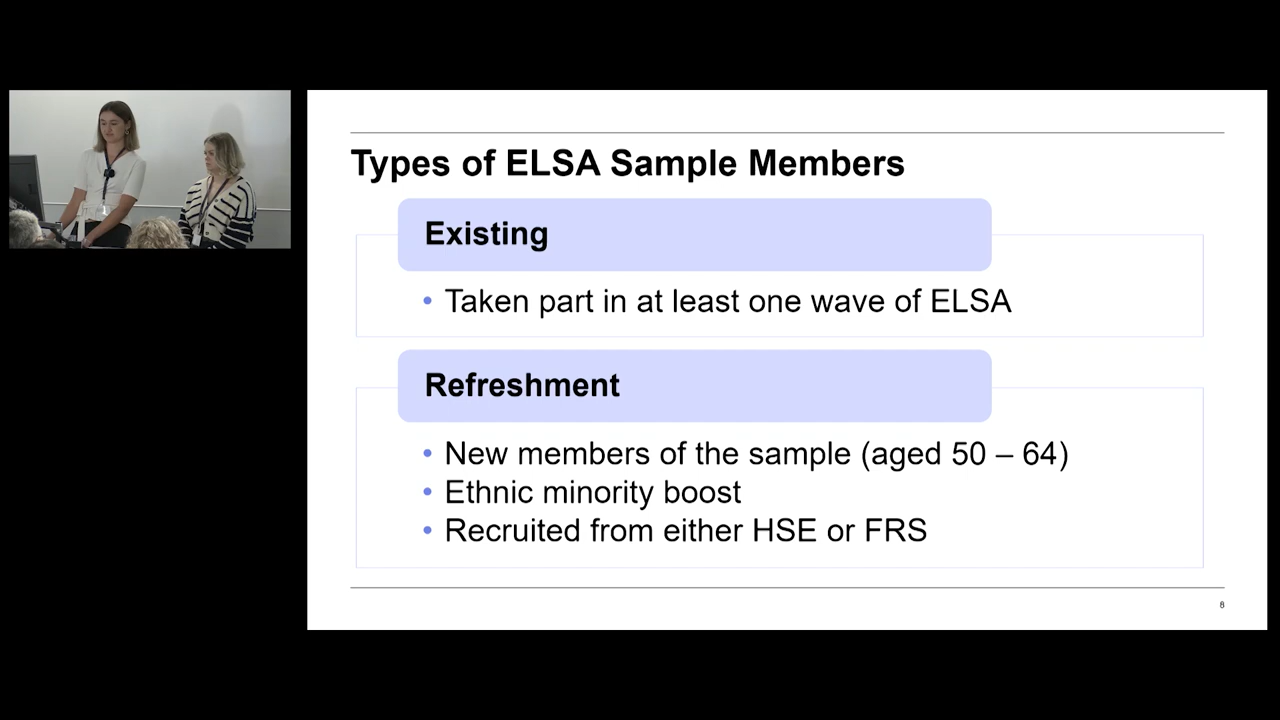 Types of ELSA Sample Members
Existing
• Taken part in at least one wave of ELSA
Refreshment
• New members of the sample (aged 50 – 64)
• Ethnic minority boost
• Recruited from either HSE or FRS